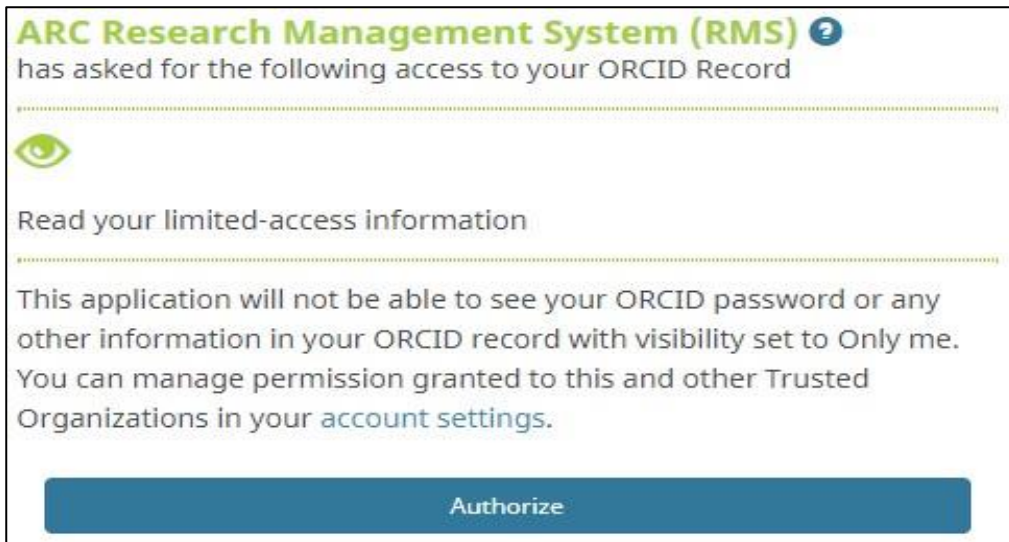 ARC Research Management System (RMS) ?
has asked for the following access to your ORCID Record
Read your limited-access information
This application will not be able to see your ORCID password or any
other information in your ORCID record with visibility set to Only me.
You can manage permission granted to this and other Trusted
Organizations in your account settings.
Authorize